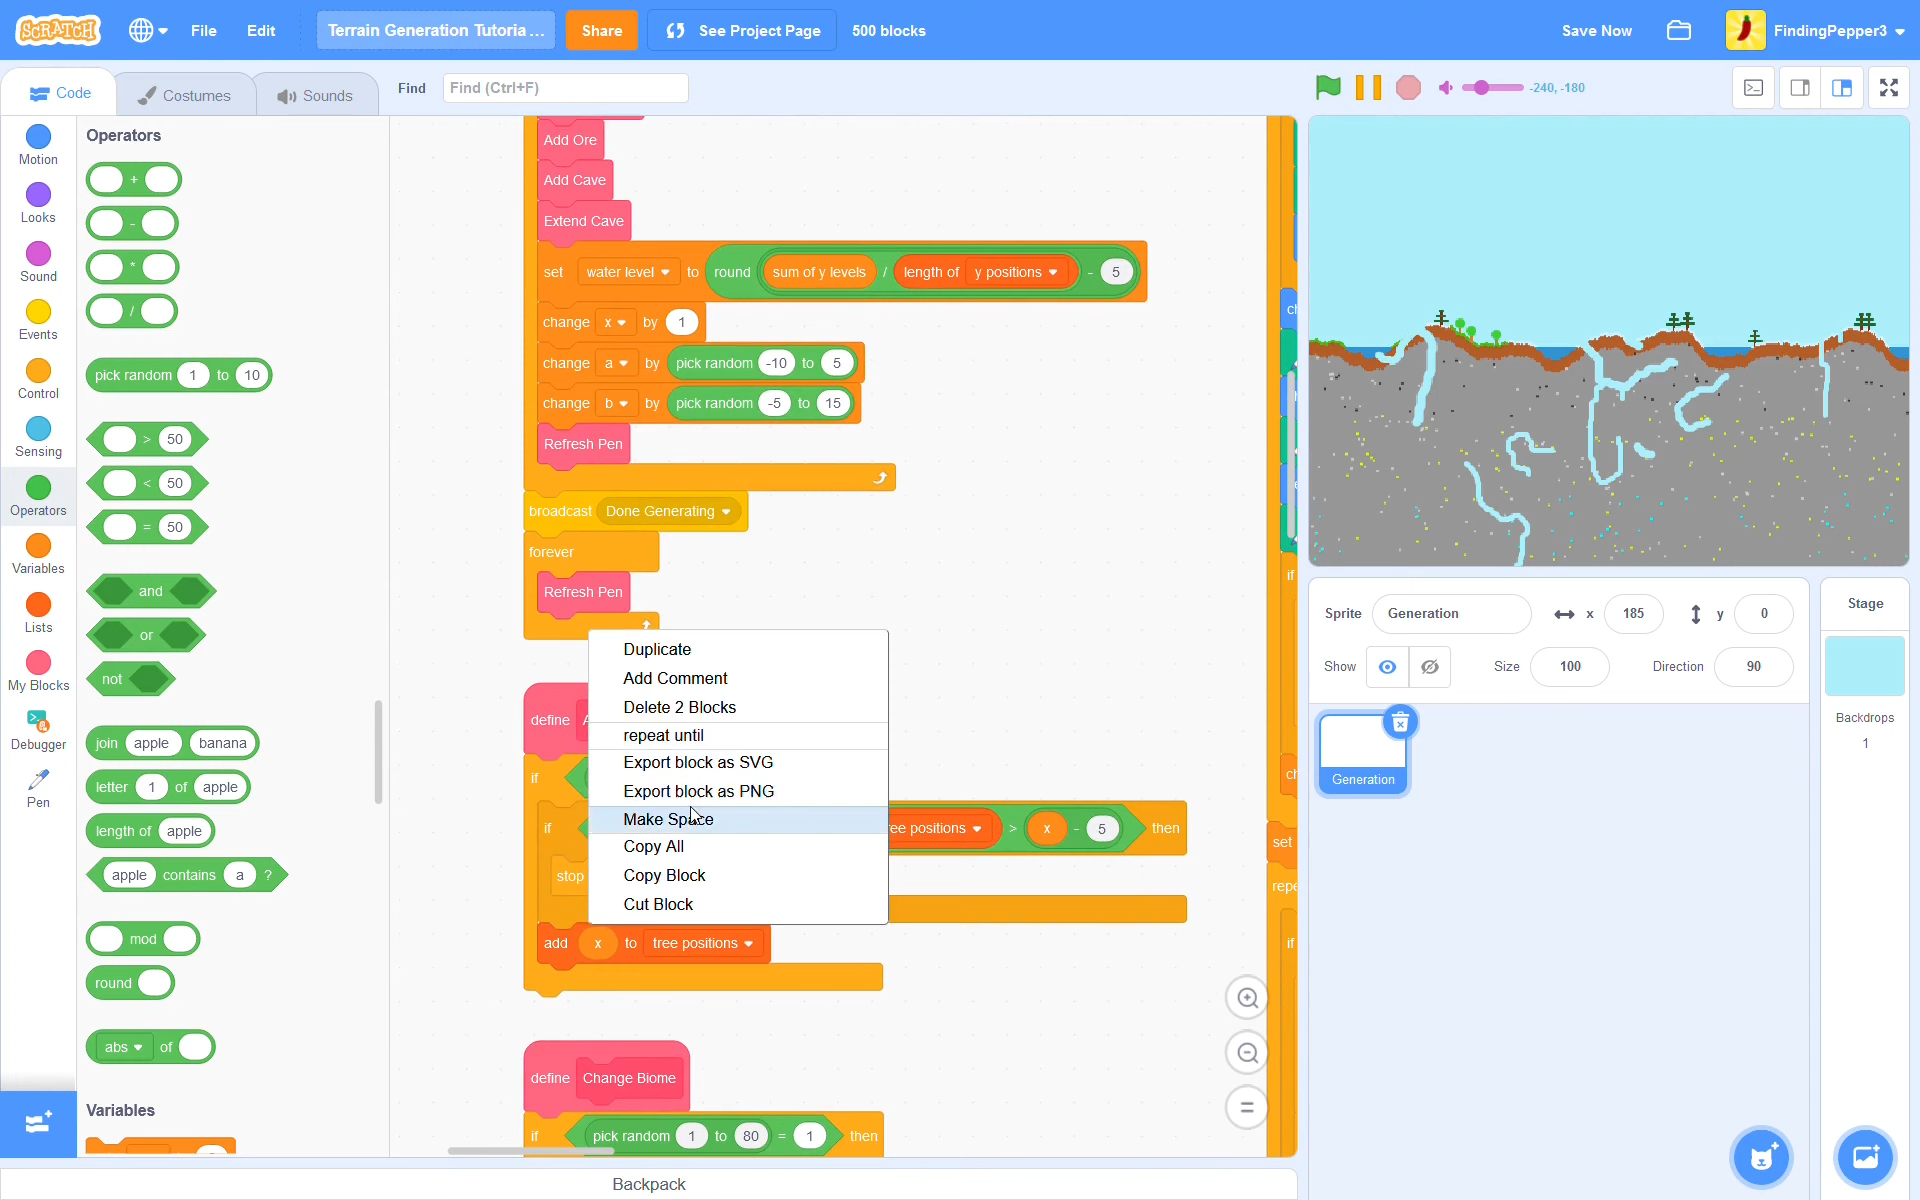 SCRATCH
File
Edit
Terrain Generation Tutoria ...
Share
See Project Page
500 blocks
Save Now
FindingPepper3
Code
Costumes
Sounds
Find
Find (Ctrl+F)
-240, -180
Motion
Looks
Sound
Events
Control
Sensing
Operators
Variables
Lists
My Blocks
Debugger
Pen
Operators
+
-
*
/
pick random 1 to 10
> 50
< 50
= 50
and
or
not
join apple banana
letter 1 of apple
length of apple
apple contains a ?
mod
round
abs of
Variables
Add Ore
Add Cave
Extend Cave
set water level to round sum of y levels / length of y positions - 5
change x by 1
change a by pick random -10 to 5
change b by pick random -5 to 15
Refresh Pen
broadcast Done Generating
forever
Refresh Pen
define
if
if
tree positions > x - 5 then
stop
add x to tree positions
define Change Biome
if pick random 1 to 80 = 1 then
Duplicate
Add Comment
Delete 2 Blocks
repeat until
Export block as SVG
Export block as PNG
Make Space
Copy All
Copy Block
Cut Block
if
set
if
Backpack
Sprite Generation x 185 y 0
Show Size 100 Direction 90
Generation
Stage
Backdrops
1